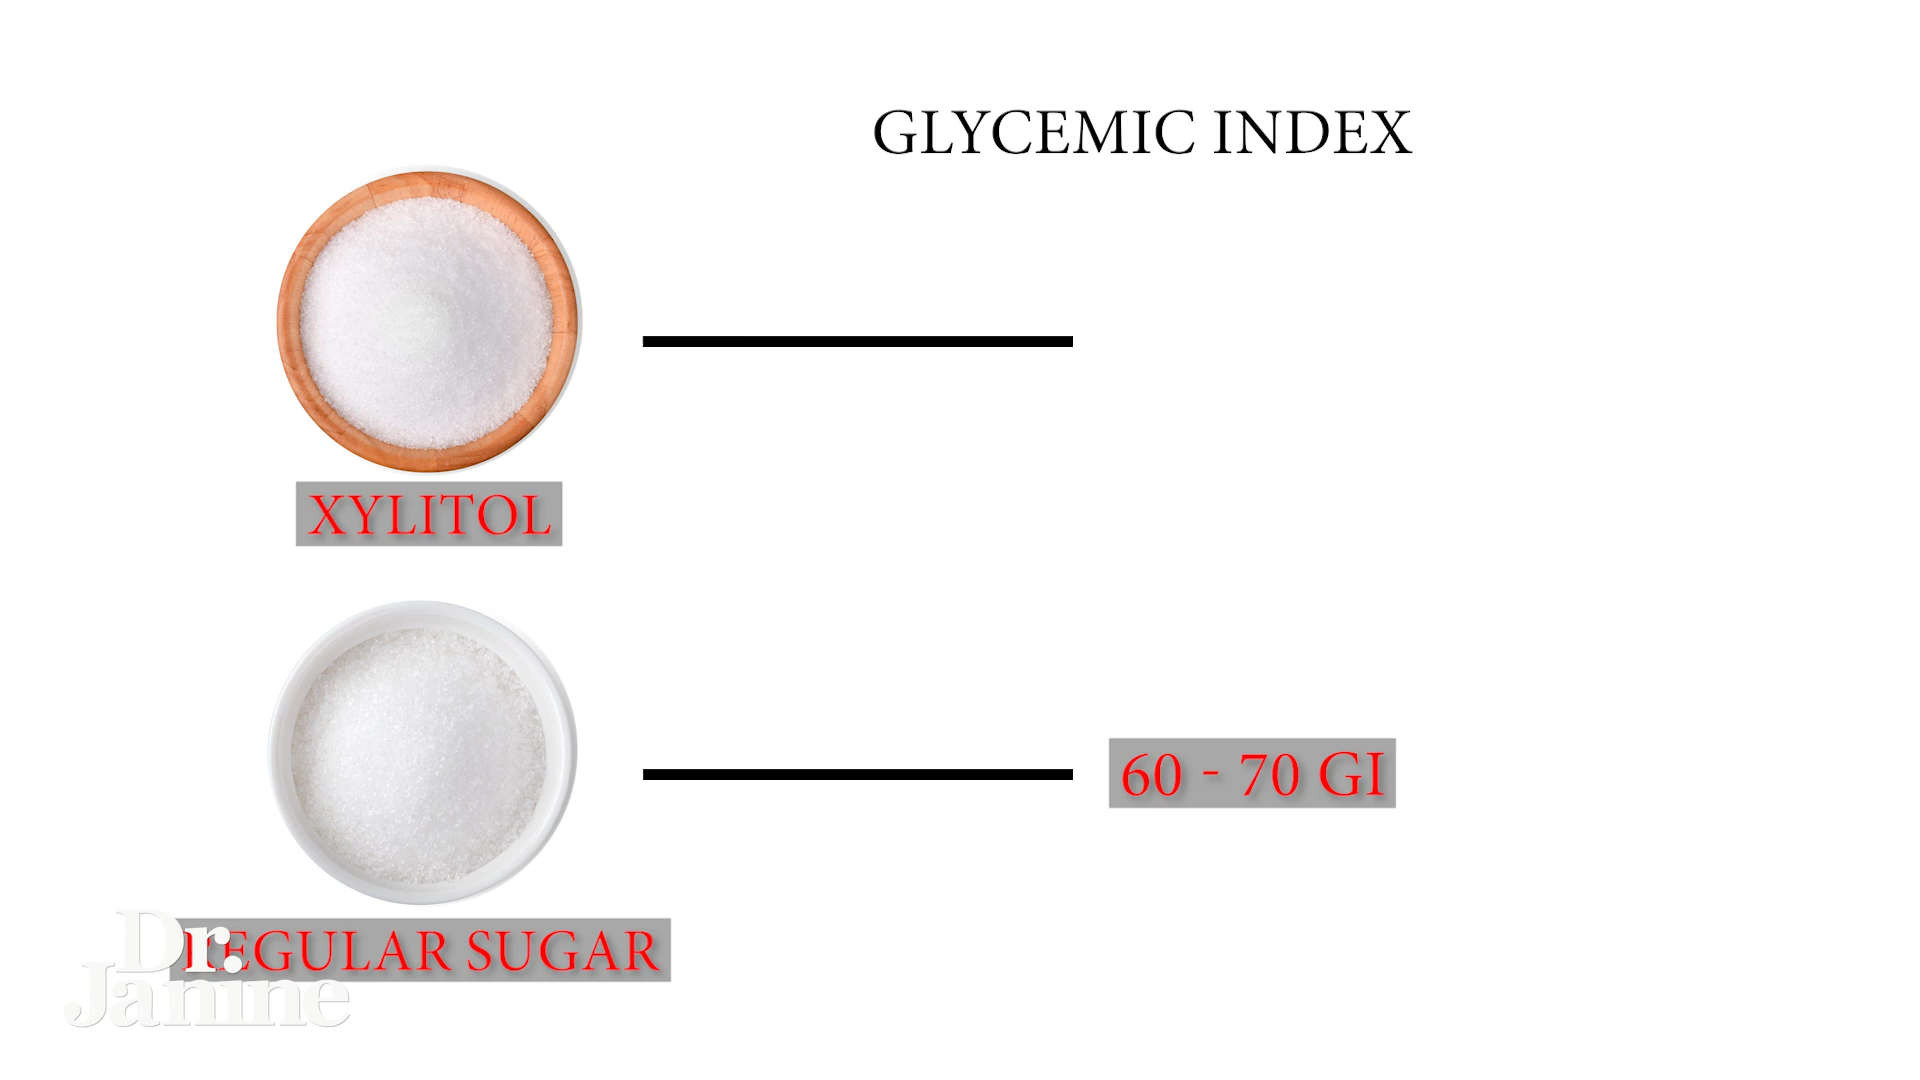 GLYCEMIC INDEX
XYLITOL
60 - 70 GI
REGULAR SUGAR
Dr.
Janine